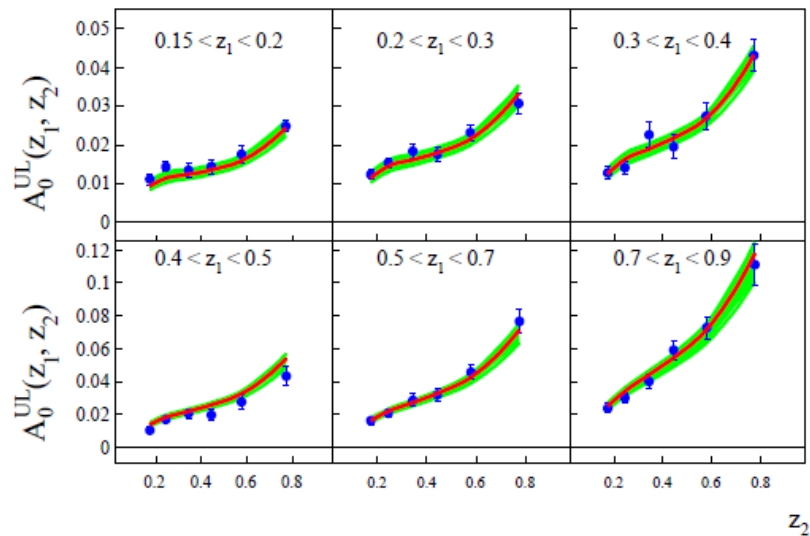 0.05
0.04
0.03
0.02
0.01
0
A₀ᵁᴸ(z₁, z₂)
0.15 < z₁ < 0.2
0.2 < z₁ < 0.3
0.3 < z₁ < 0.4
0.12
0.1
0.08
0.06
0.04
0.02
0
A₀ᵁᴸ(z₁, z₂)
0.4 < z₁ < 0.5
0.5 < z₁ < 0.7
0.7 < z₁ < 0.9
0.2 0.4 0.6 0.8 0.2 0.4 0.6 0.8 0.2 0.4 0.6 0.8
z₂